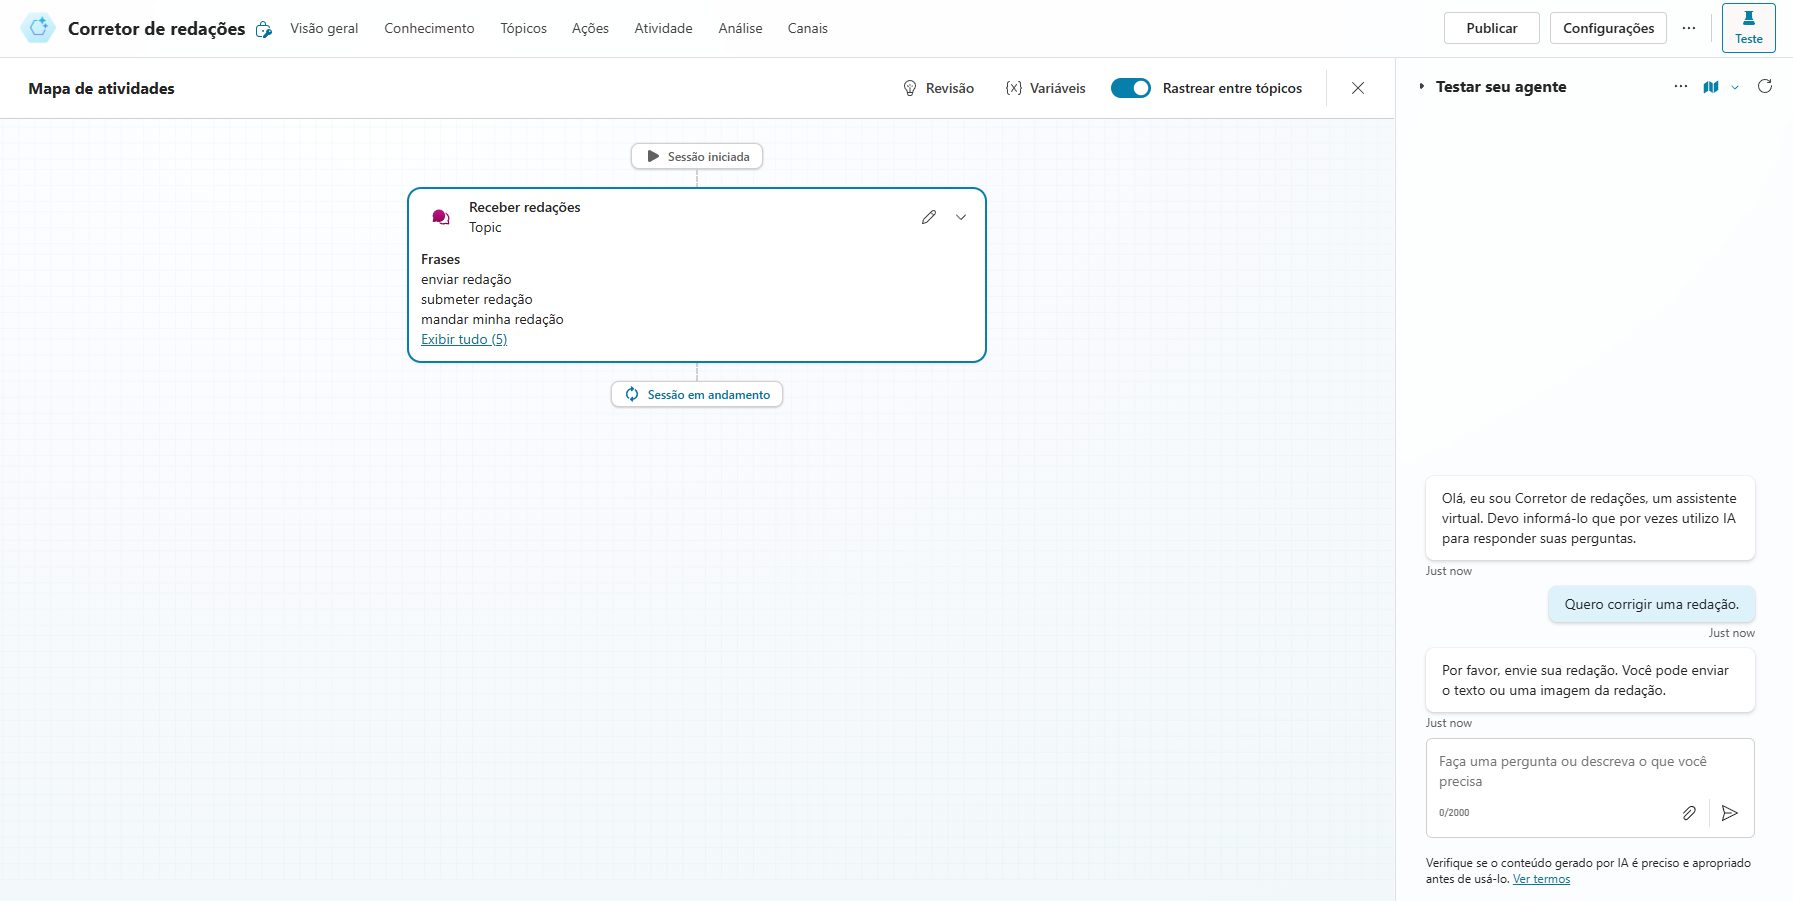 Corretor de redações
Visão geral
Conhecimento
Tópicos
Ações
Atividade
Análise
Canais
Publicar
Configurações
Teste
Mapa de atividades
Revisão
{x} Variáveis
Rastrear entre tópicos
Testar seu agente
Sessão iniciada
Receber redações
Topic
Frases
enviar redação
submeter redação
mandar minha redação
Exibir tudo (5)
Sessão em andamento
Olá, eu sou Corretor de redações, um assistente
virtual. Devo informá-lo que por vezes utilizo IA
para responder suas perguntas.
Just now
Quero corrigir uma redação.
Just now
Por favor, envie sua redação. Você pode enviar
o texto ou uma imagem da redação.
Just now
Faça uma pergunta ou descreva o que você
precisa
0/2000
Verifique se o conteúdo gerado por IA é preciso e apropriado
antes de usá-lo. Ver termos